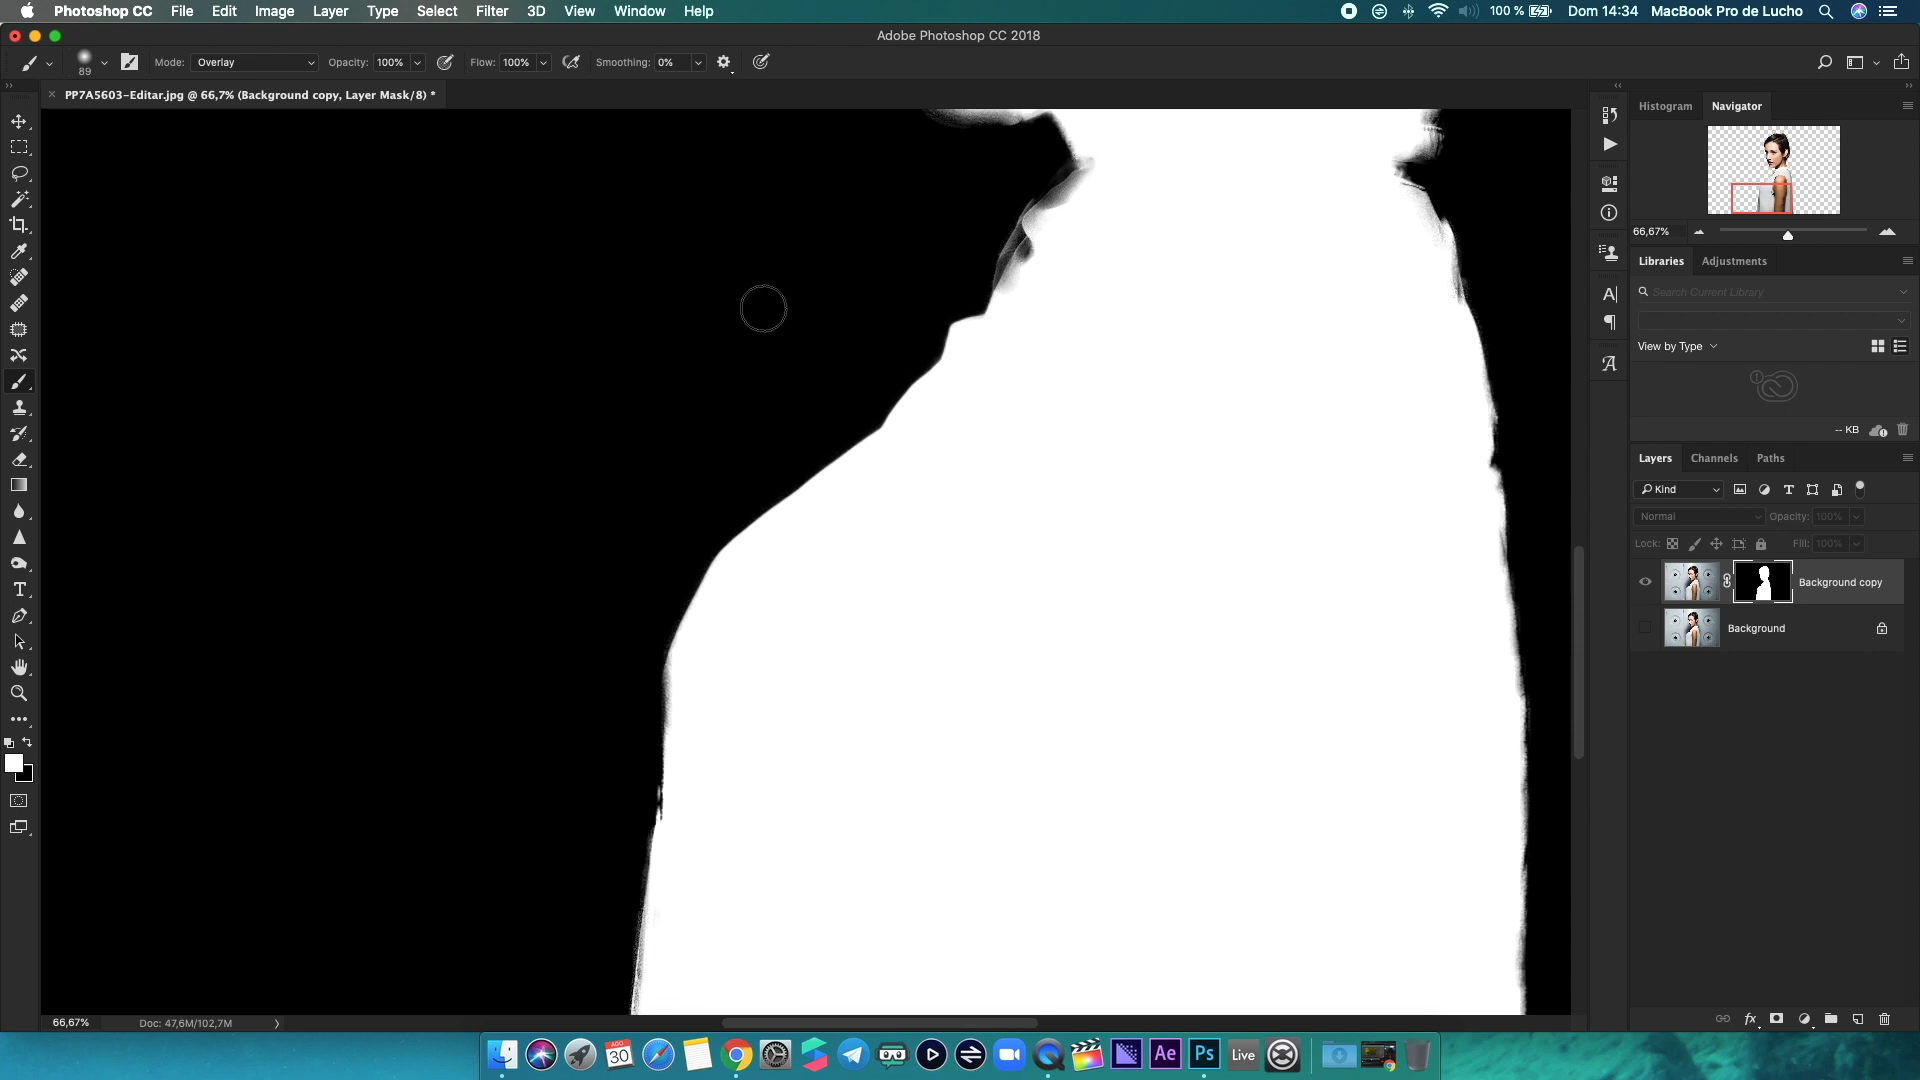 Photoshop CC File Edit Image Layer Type Select Filter 3D View Window Help 100 % Dom 14:34 MacBook Pro de Lucho
Adobe Photoshop CC 2018
89 Mode: Overlay Opacity: 100% Flow: 100% Smoothing: 0%
PP7A5603-Editar.jpg @ 66,7% (Background copy, Layer Mask/8) *
Histogram Navigator
66,67%
Libraries Adjustments
Search Current Library
View by Type
-- KB
Layers Channels Paths
Kind
Normal Opacity: 100%
Lock: Fill: 100%
Background copy
Background
fx
66,67% Doc: 47,6M/102,7M
AGO
30
Ae
Ps
Live